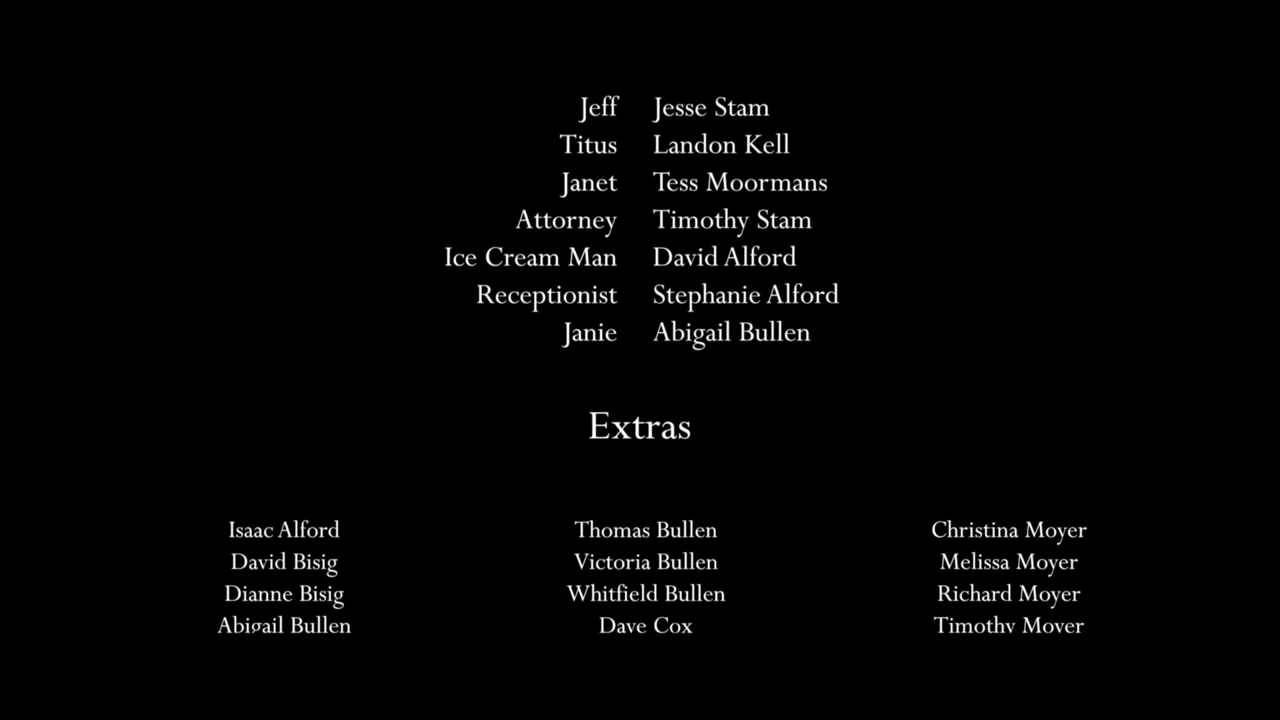 Jeff Jesse Stam
Titus Landon Kell
Janet Tess Moormans
Attorney Timothy Stam
Ice Cream Man David Alford
Receptionist Stephanie Alford
Janie Abigail Bullen
Extras
Isaac Alford Thomas Bullen Christina Moyer
David Bisig Victoria Bullen Melissa Moyer
Dianne Bisig Whitfield Bullen Richard Moyer
Abigail Bullen Dave Cox Timothy Moyer